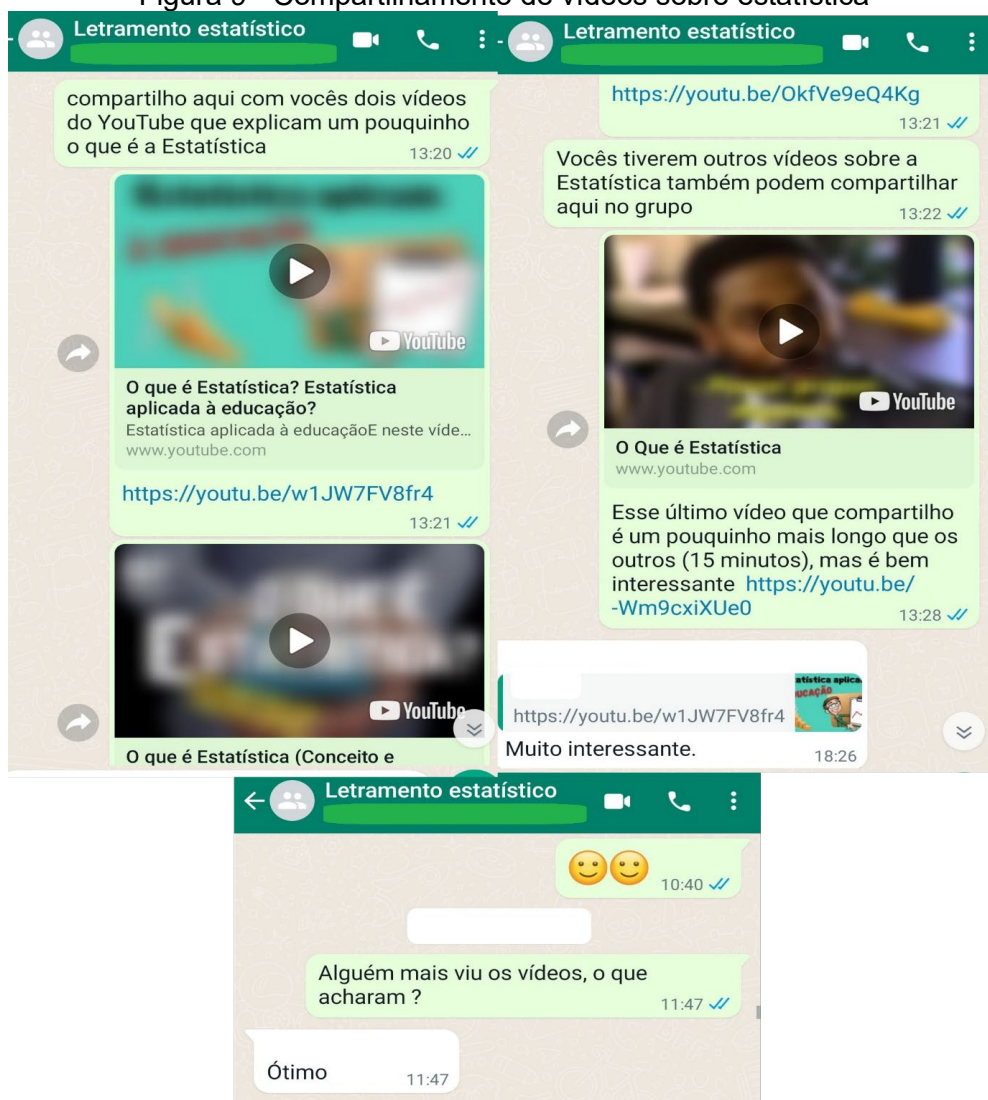 Figura 9 - Compartilhamento de vídeos sobre estatística
Letramento estatístico
compartilho aqui com vocês dois vídeos
do YouTube que explicam um pouquinho
o que é a Estatística
13:20
YouTube
O que é Estatística? Estatística
aplicada à educação?
Estatística aplicada à educaçãoE neste víde...
www.youtube.com
https://youtu.be/w1JW7FV8fr4
13:21
YouTube
O que é Estatística (Conceito e
Letramento estatístico
https://youtu.be/OkfVe9eQ4Kg
13:21
Vocês tiverem outros vídeos sobre a
Estatística também podem compartilhar
aqui no grupo
13:22
YouTube
O Que é Estatística
www.youtube.com
Esse último vídeo que compartilho
é um pouquinho mais longo que os
outros (15 minutos), mas é bem
interessante https://youtu.be/
-Wm9cxiXUe0
13:28
https://youtu.be/w1JW7FV8fr4
Muito interessante.
18:26
Letramento estatístico
10:40
Alguém mais viu os vídeos, o que
acharam ?
11:47
Ótimo
11:47